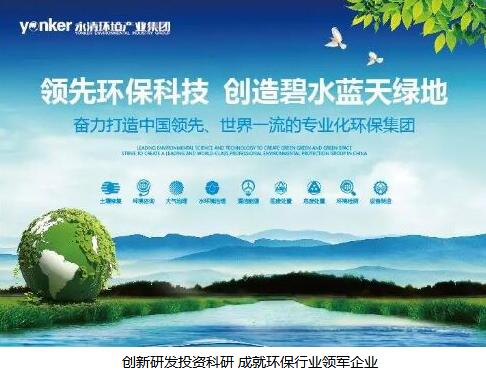 yonker 永清环境产业集团
YONKER ENVIRONMENTAL INDUSTRY GROUP
领先环保科技 创造碧水蓝天绿地
奋力打造中国领先、世界一流的专业化环保集团
LEADING ENVIRONMENTAL SCIENCE AND TECHNOLOGY TO CREATE GREEN GREEN AND GREEN SPACE
STRIVE TO CREATE A LEADING AND WORLD-CLASS PROFESSIONAL ENVIRONMENTAL PROTECTION GROUP IN CHINA
土壤修复 环境咨询 大气治理 水环境治理 清洁能源 固废处置 危废处置 环境检测 设备制造
创新研发投资科研 成就环保行业领军企业